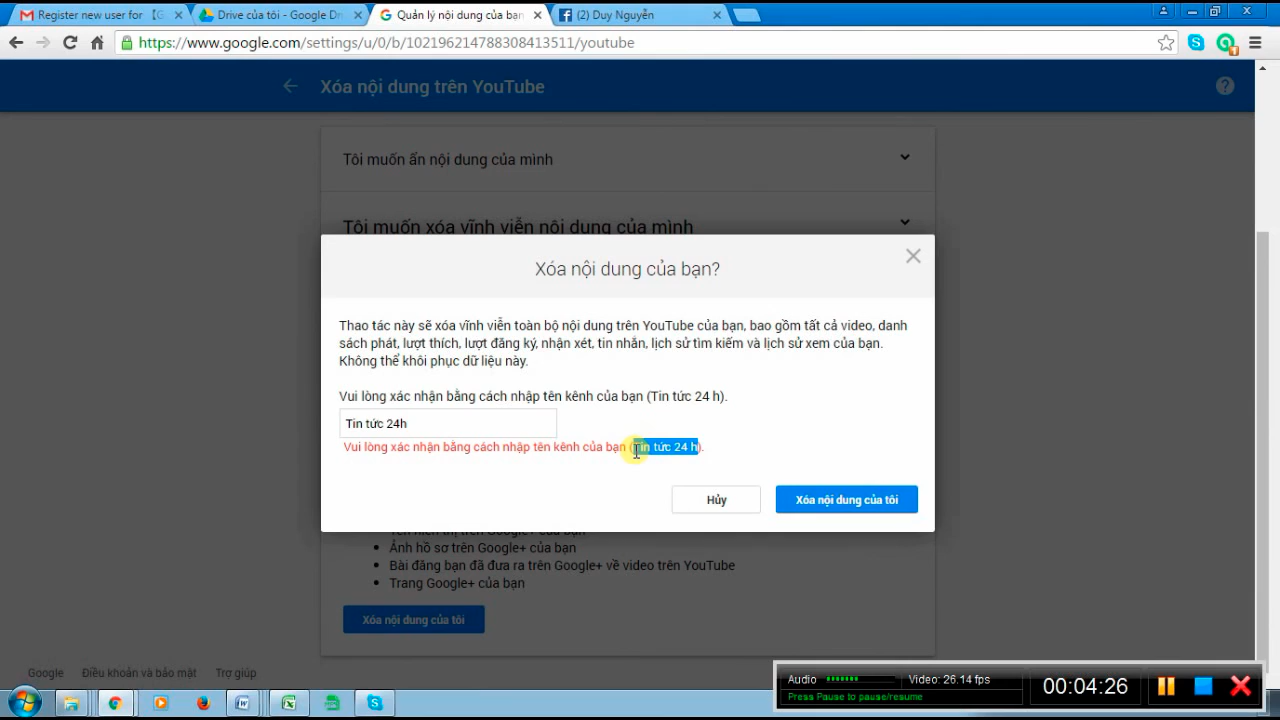 Register new user for 【G
Drive của tôi - Google Dri
Quản lý nội dung của bạn
(2) Duy Nguyễn
https://www.google.com/settings/u/0/b/102196214788308413511/youtube
Xóa nội dung trên YouTube
Tôi muốn ẩn nội dung của mình
Tôi muốn xóa vĩnh viễn nội dung của mình
Xóa nội dung của bạn?
Thao tác này sẽ xóa vĩnh viễn toàn bộ nội dung trên YouTube của bạn, bao gồm tất cả video, danh
sách phát, lượt thích, lượt đăng ký, nhận xét, tin nhắn, lịch sử tìm kiếm và lịch sử xem của bạn.
Không thể khôi phục dữ liệu này.
Vui lòng xác nhận bằng cách nhập tên kênh của bạn (Tin tức 24 h).
Tin tức 24h
Vui lòng xác nhận bằng cách nhập tên kênh của bạn (Tin tức 24 h).
Hủy
Xóa nội dung của tôi
Tên hiển thị trên Google+ của bạn
Ảnh hồ sơ trên Google+ của bạn
Bài đăng bạn đã đưa ra trên Google+ về video trên YouTube
Trang Google+ của bạn
Xóa nội dung của tôi
Google Điều khoản và bảo mật Trợ giúp
Audio Video: 26.14 fps
Press Pause to pause/resume
00:04:26